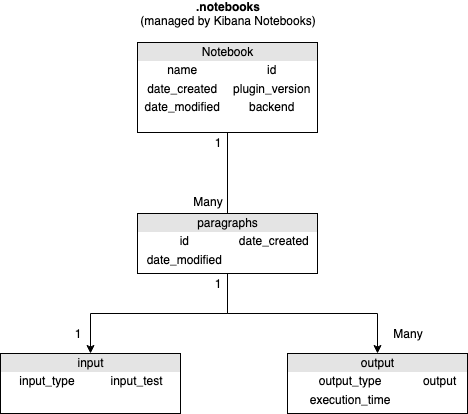 .notebooks
(managed by Kibana Notebooks)
Notebook
name id
date_created plugin_version
date_modified backend
1
Many
paragraphs
id date_created
date_modified
1
1 Many
input output
input_type input_test output_type output
execution_time